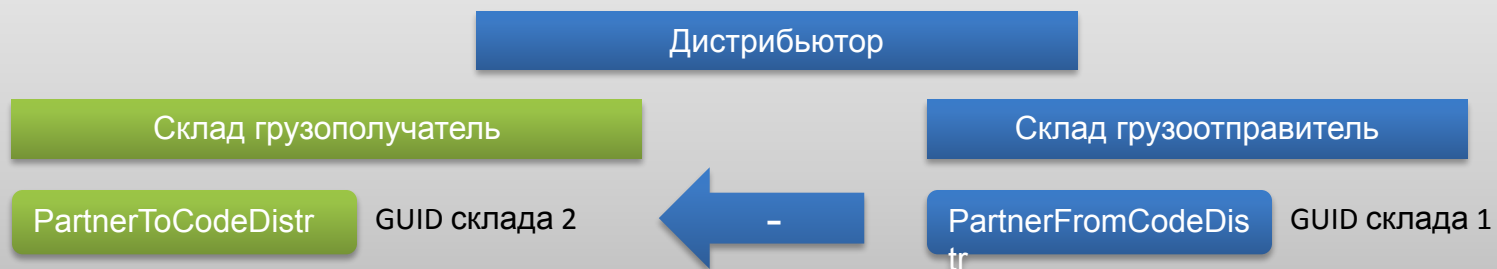 Дистрибьютор
Склад грузополучатель
Склад грузоотправитель
PartnerToCodeDistr
GUID склада 2
-
PartnerFromCodeDis
tr
GUID склада 1